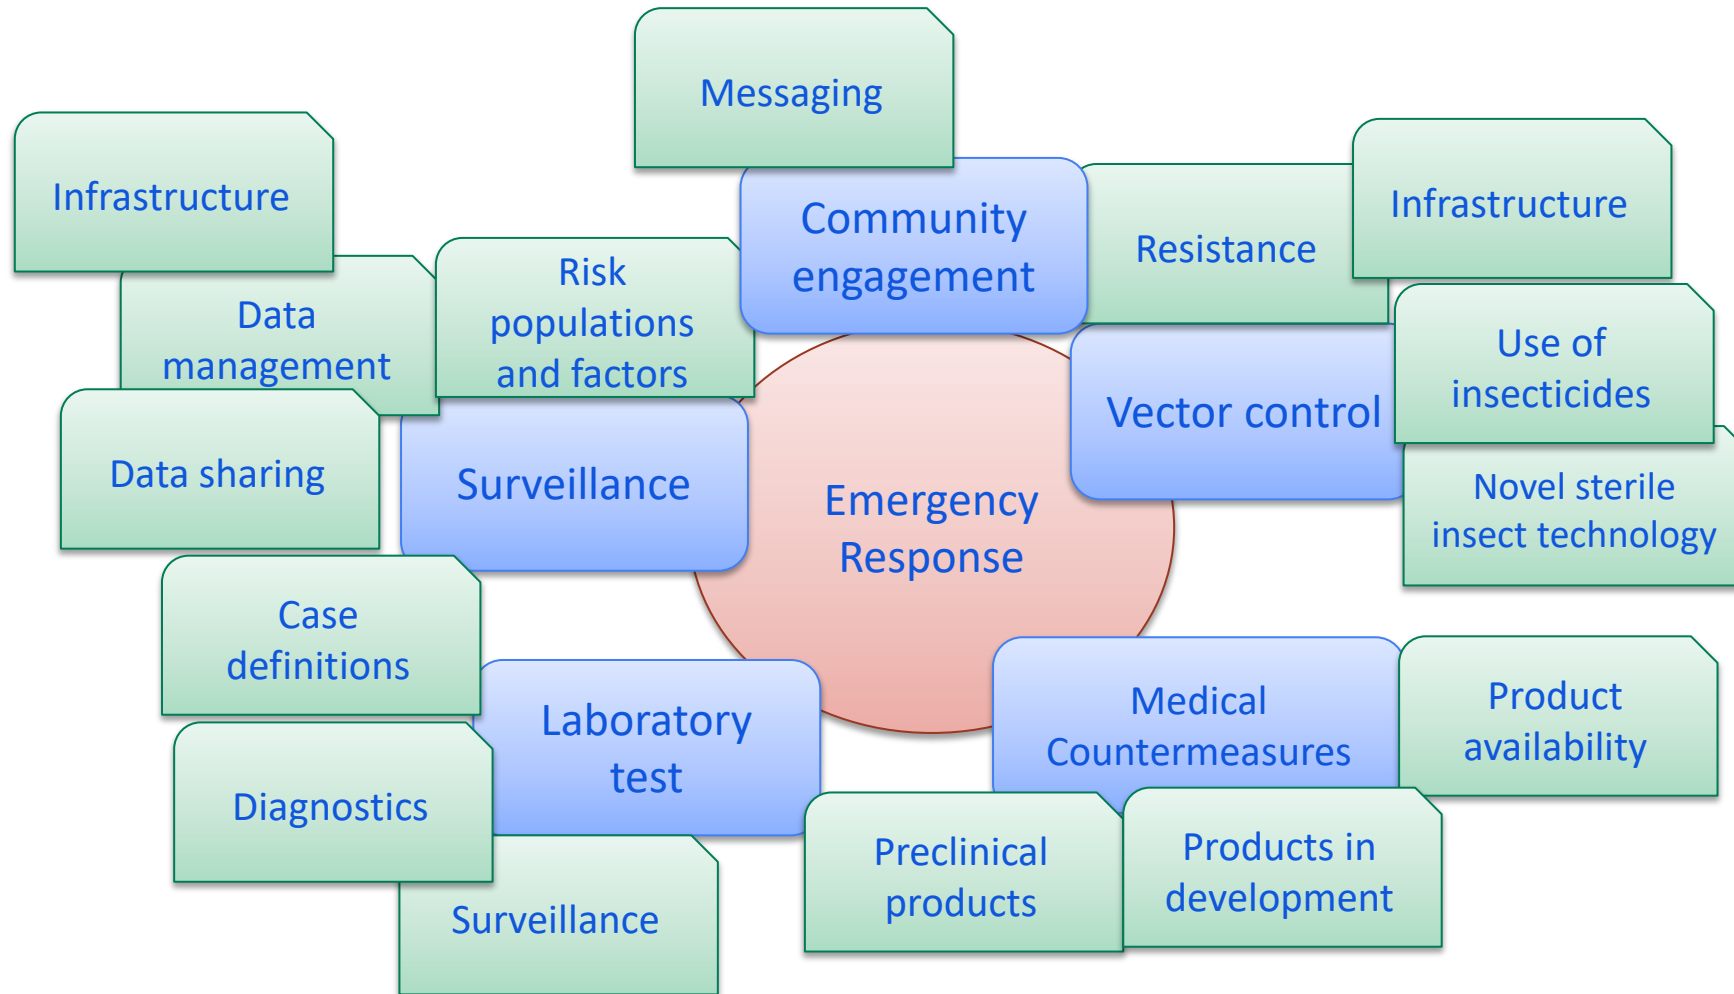 Messaging
Infrastructure
Infrastructure
Community
engagement
Resistance
Risk
populations
and factors
Data
management
Use of
insecticides
Vector control
Data sharing
Surveillance
Emergency
Response
Novel sterile
insect technology
Case
definitions
Laboratory
test
Medical
Countermeasures
Product
availability
Diagnostics
Preclinical
products
Products in
development
Surveillance